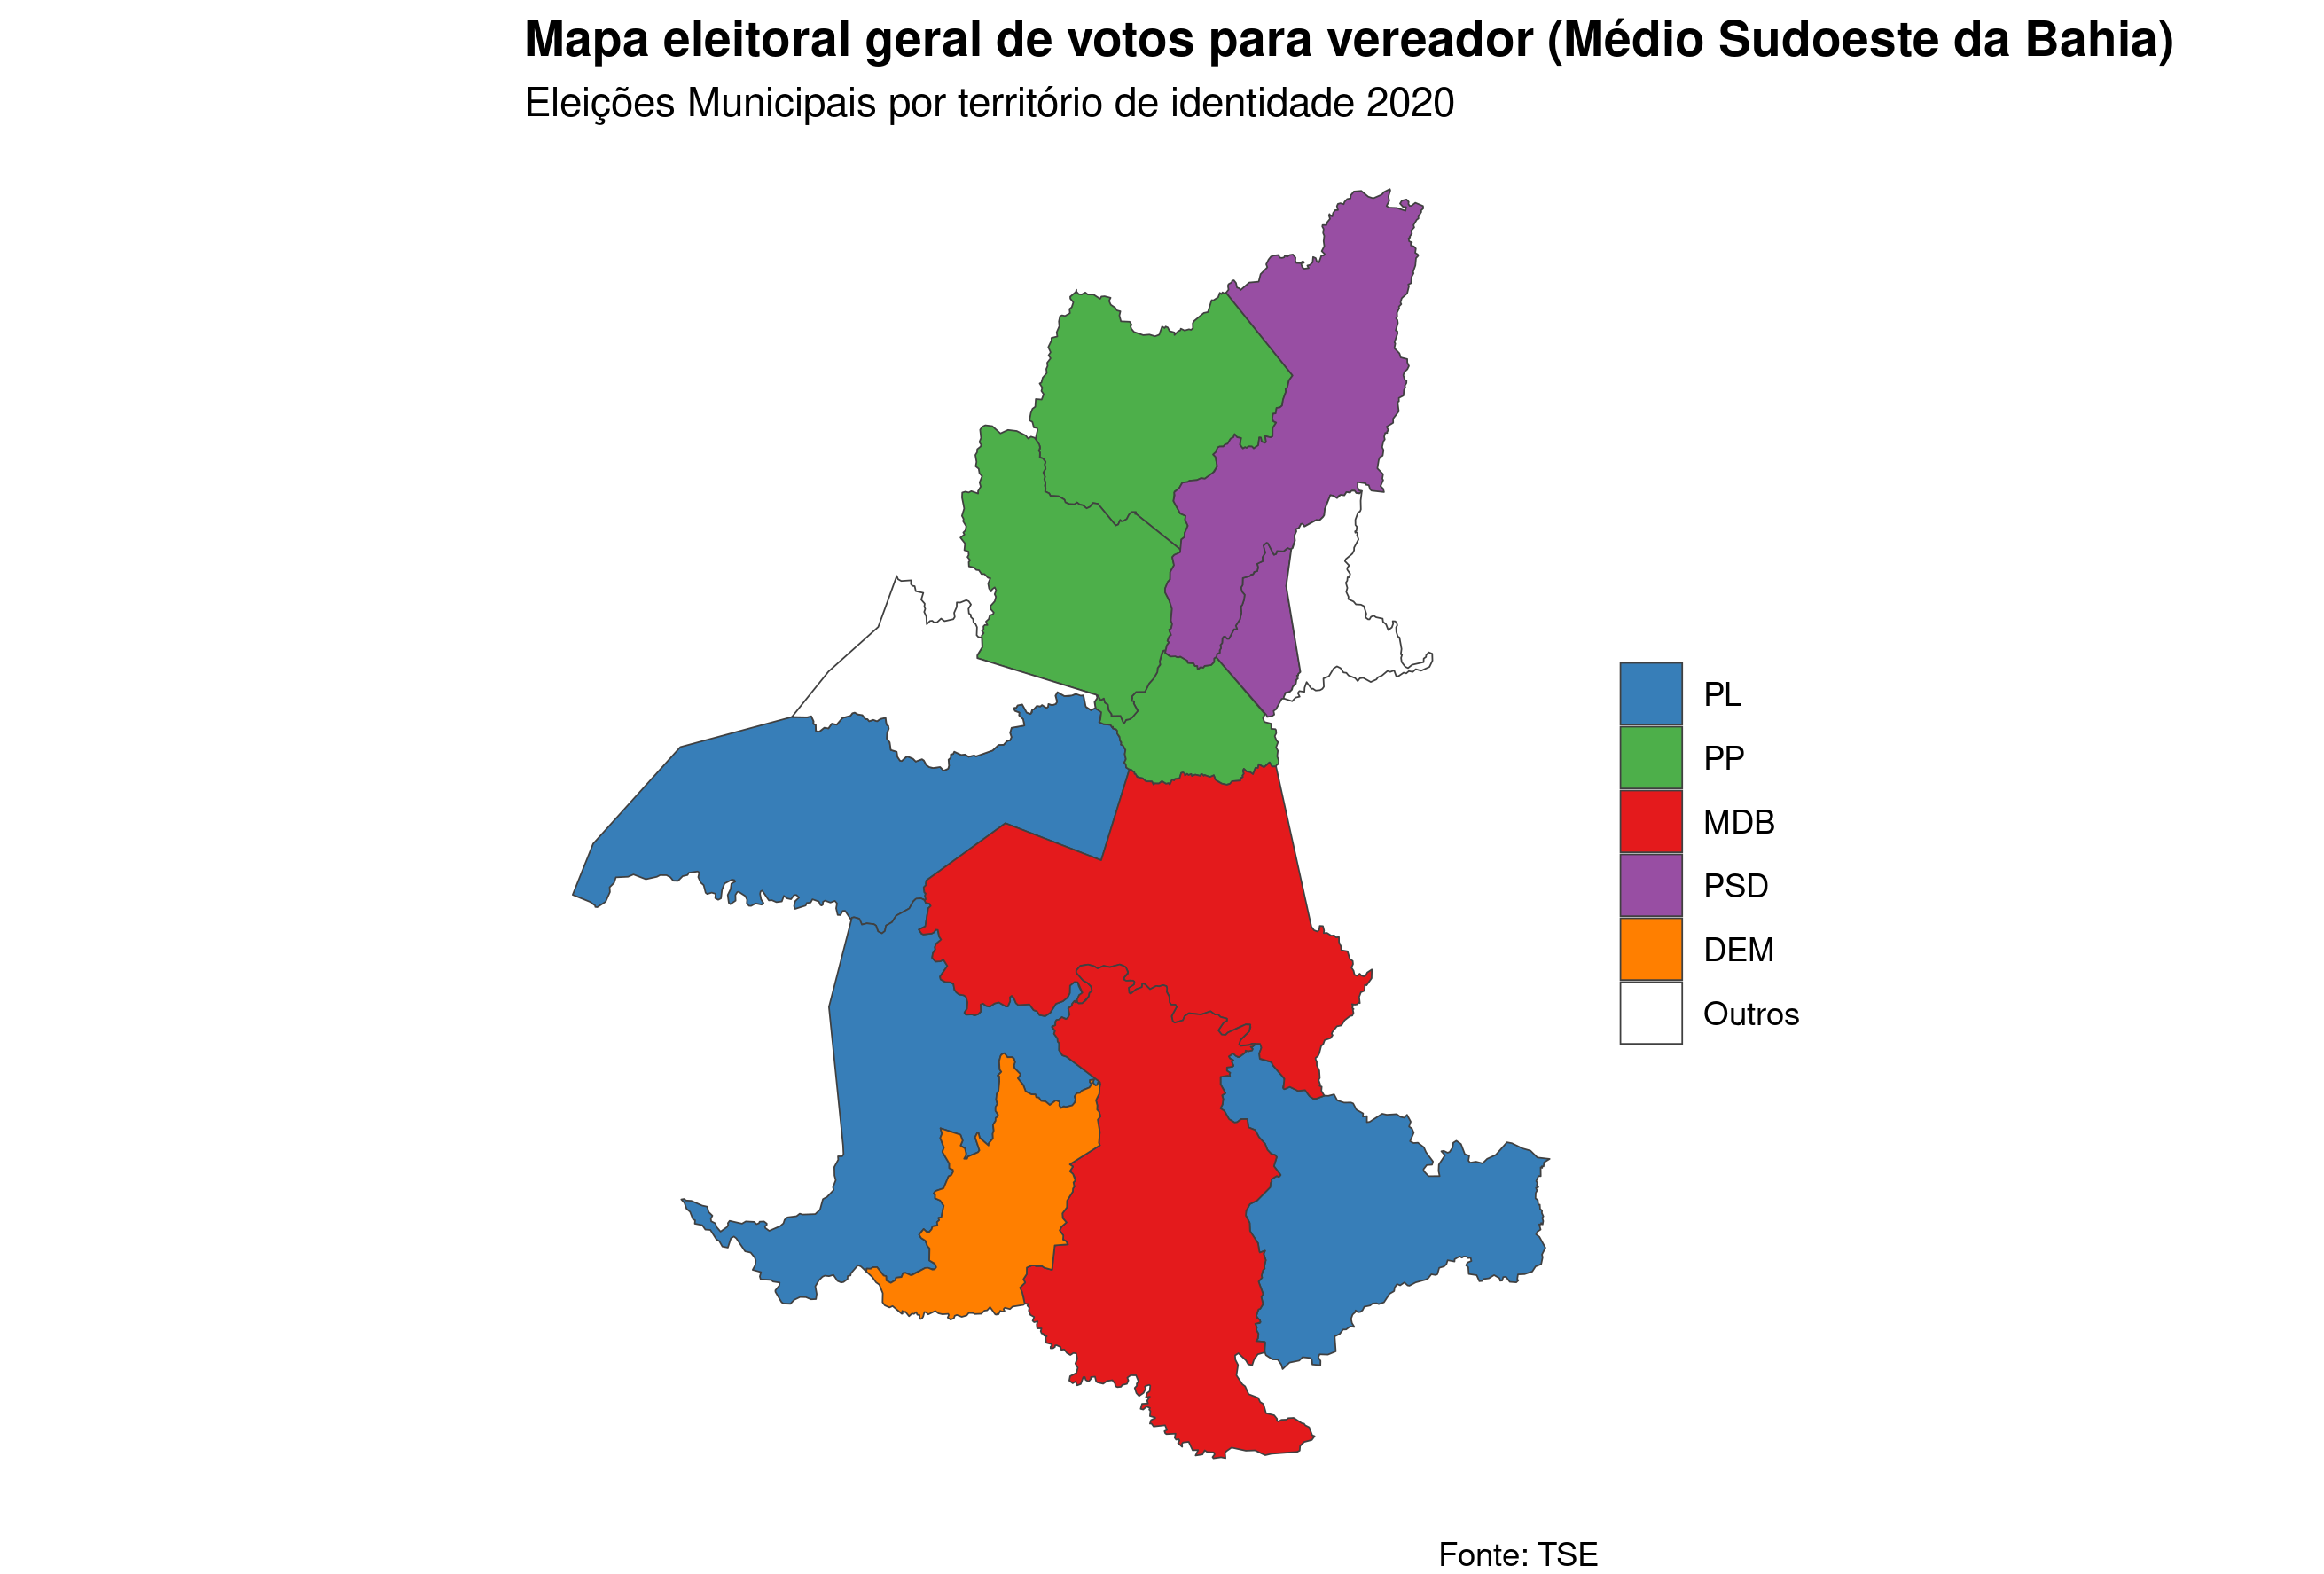 Mapa eleitoral geral de votos para vereador (Médio Sudoeste da Bahia)
Eleições Municipais por território de identidade 2020
PL
PP
MDB
PSD
DEM
Outros
Fonte: TSE